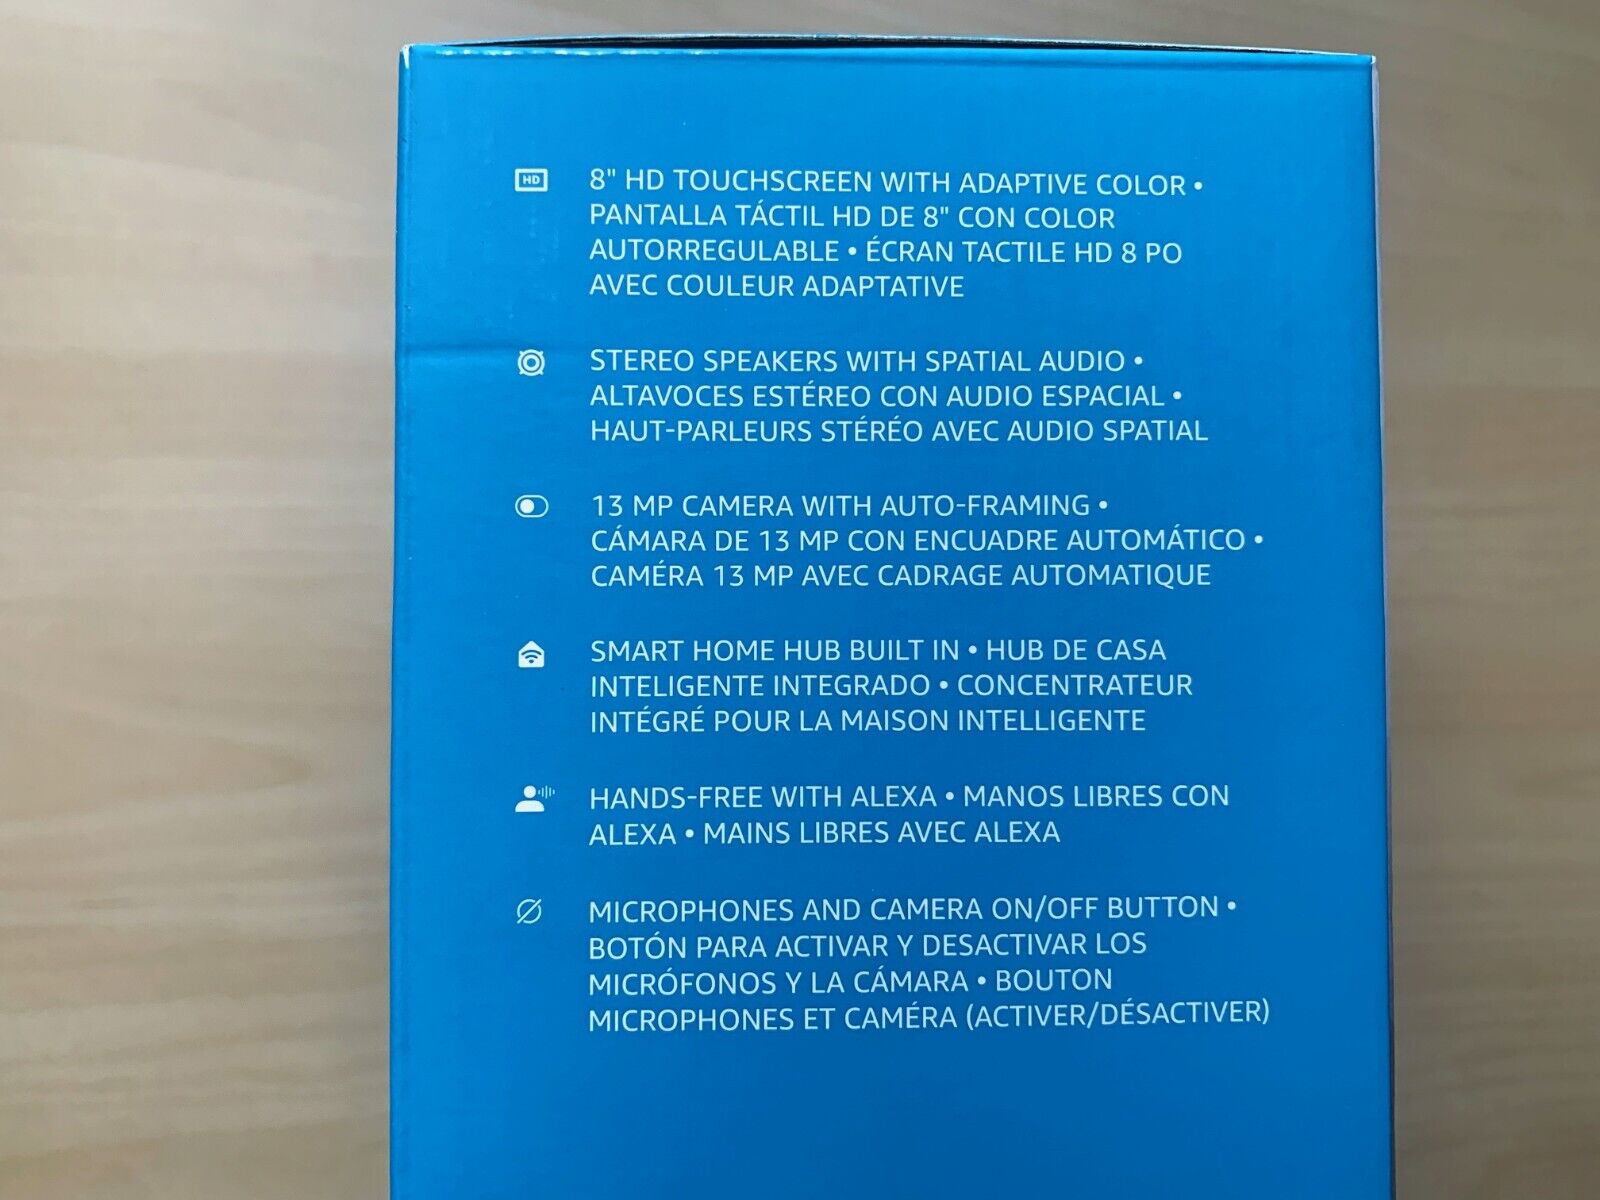 HD
8" HD TOUCHSCREEN WITH ADAPTIVE COLOR •
PANTALLA TÁCTIL HD DE 8" CON COLOR
AUTORREGULABLE • ÉCRAN TACTILE HD 8 PO
AVEC COULEUR ADAPTATIVE
STEREO SPEAKERS WITH SPATIAL AUDIO •
ALTAVOCES ESTÉREO CON AUDIO ESPACIAL •
HAUT-PARLEURS STÉRÉO AVEC AUDIO SPATIAL
13 MP CAMERA WITH AUTO-FRAMING •
CÁMARA DE 13 MP CON ENCUADRE AUTOMÁTICO •
CAMÉRA 13 MP AVEC CADRAGE AUTOMATIQUE
SMART HOME HUB BUILT IN • HUB DE CASA
INTELIGENTE INTEGRADO • CONCENTRATEUR
INTÉGRÉ POUR LA MAISON INTELLIGENTE
HANDS-FREE WITH ALEXA • MANOS LIBRES CON
ALEXA • MAINS LIBRES AVEC ALEXA
MICROPHONES AND CAMERA ON/OFF BUTTON •
BOTÓN PARA ACTIVAR Y DESACTIVAR LOS
MICRÓFONOS Y LA CÁMARA • BOUTON
MICROPHONES ET CAMÉRA (ACTIVER/DÉSACTIVER)